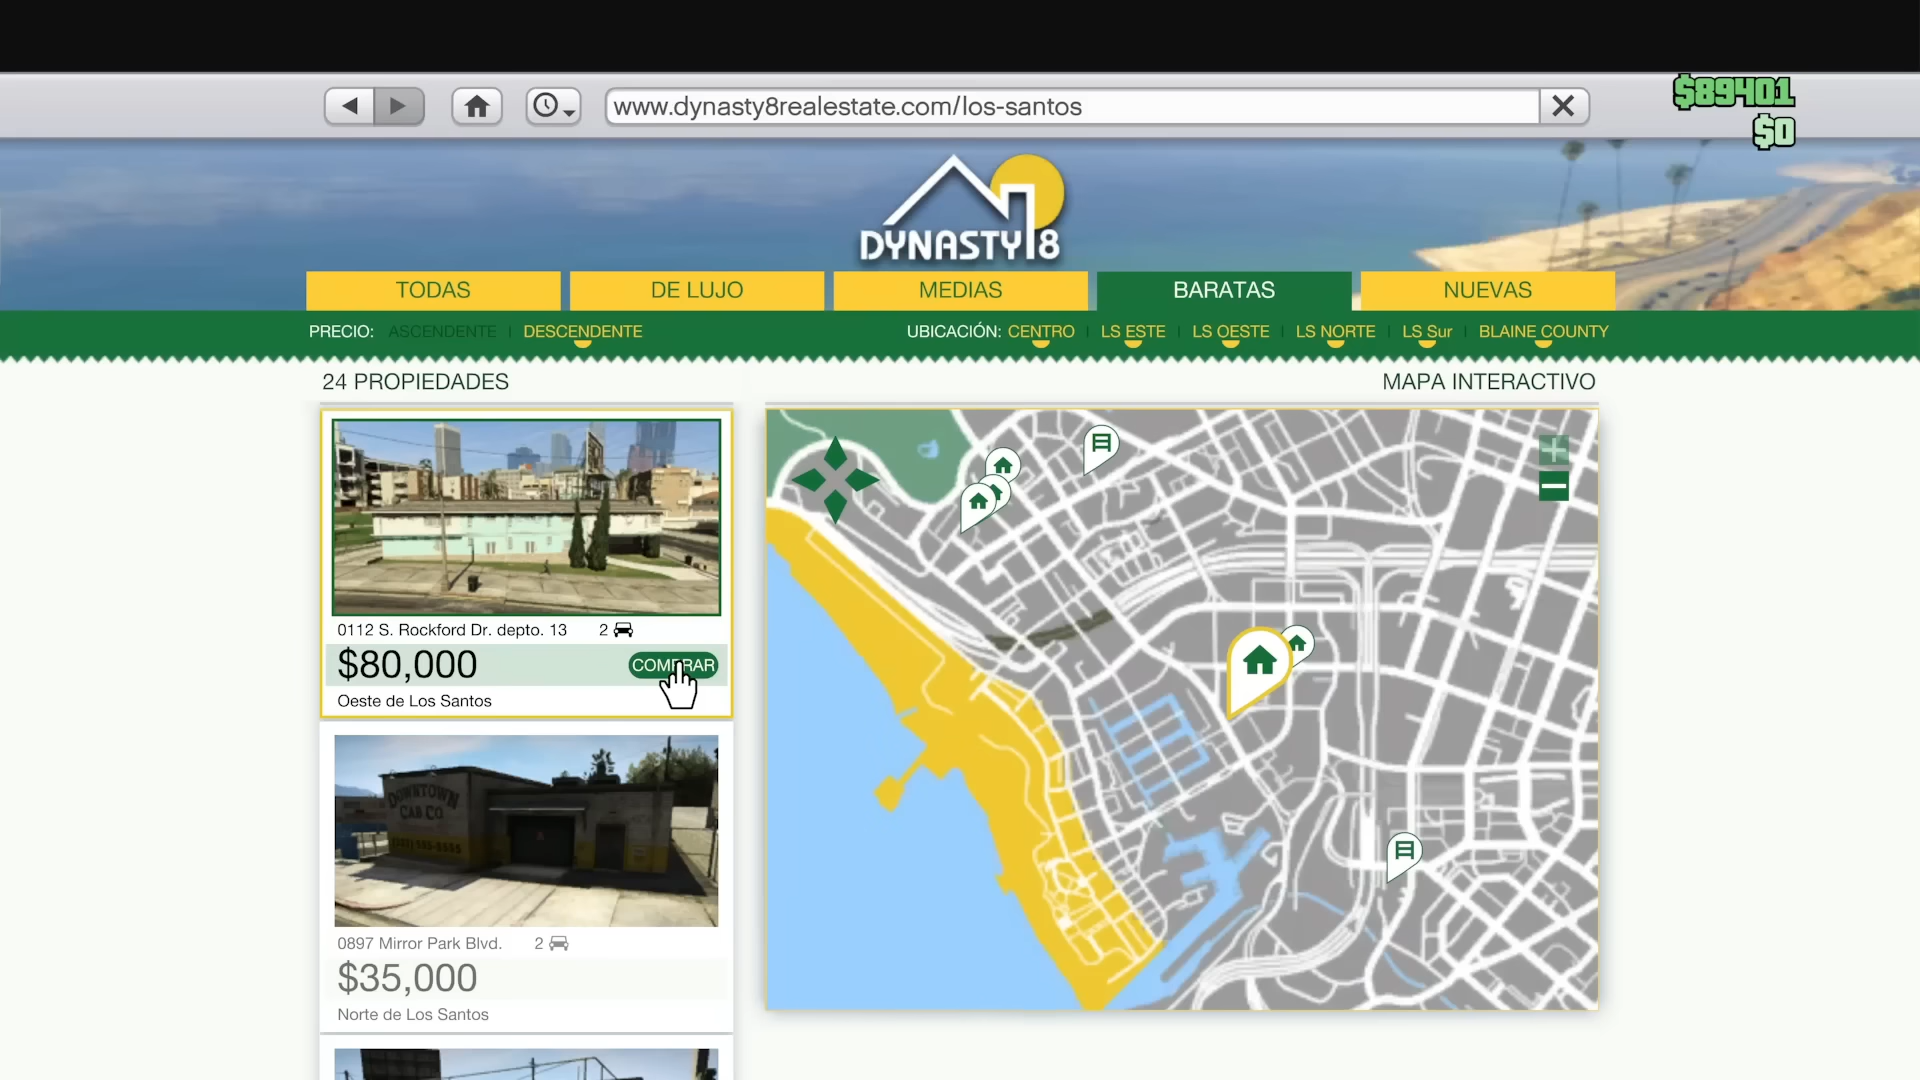 www.dynasty8realestate.com/los-santos
$89401
$0
DYNASTY 8
TODAS
DE LUJO
MEDIAS
BARATAS
NUEVAS
PRECIO: ASCENDENTE | DESCENDENTE
UBICACIÓN: CENTRO | LS ESTE | LS OESTE | LS NORTE | LS Sur | BLAINE COUNTY
24 PROPIEDADES
MAPA INTERACTIVO
0112 S. Rockford Dr. depto. 13 2
$80,000
COMPRAR
Oeste de Los Santos
DOWNTOWN
CAB CO
0897 Mirror Park Blvd. 2
$35,000
Norte de Los Santos